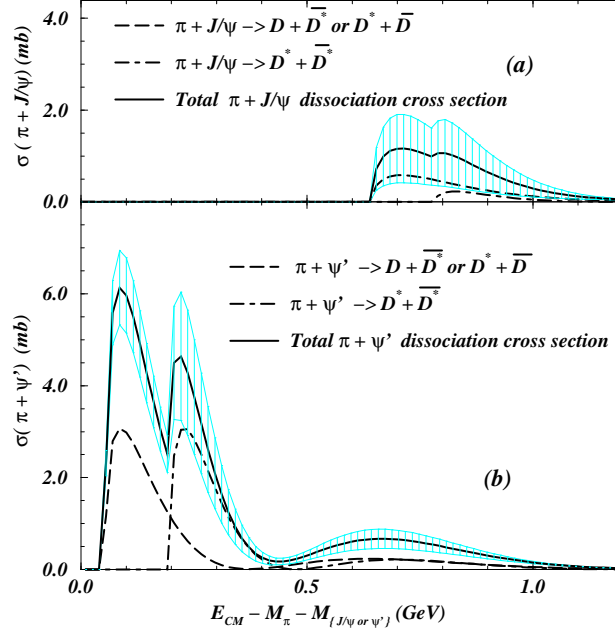 4.0
π + J/ψ –> D + D̅*̅ or D* + D̅
π + J/ψ –> D* + D̅*̅
(a)
Total π + J/ψ dissociation cross section
σ ( π + J/ψ) (mb)
2.0
0.0
π + ψ' –> D + D̅*̅ or D* + D̅
π + ψ' –> D* + D̅*̅
Total π + ψ' dissociation cross section
σ( π + ψ') (mb)
6.0
4.0
2.0
(b)
0.0
0.0 0.5 1.0
E_CM – M_π – M_{J/ψ or ψ'} (GeV)